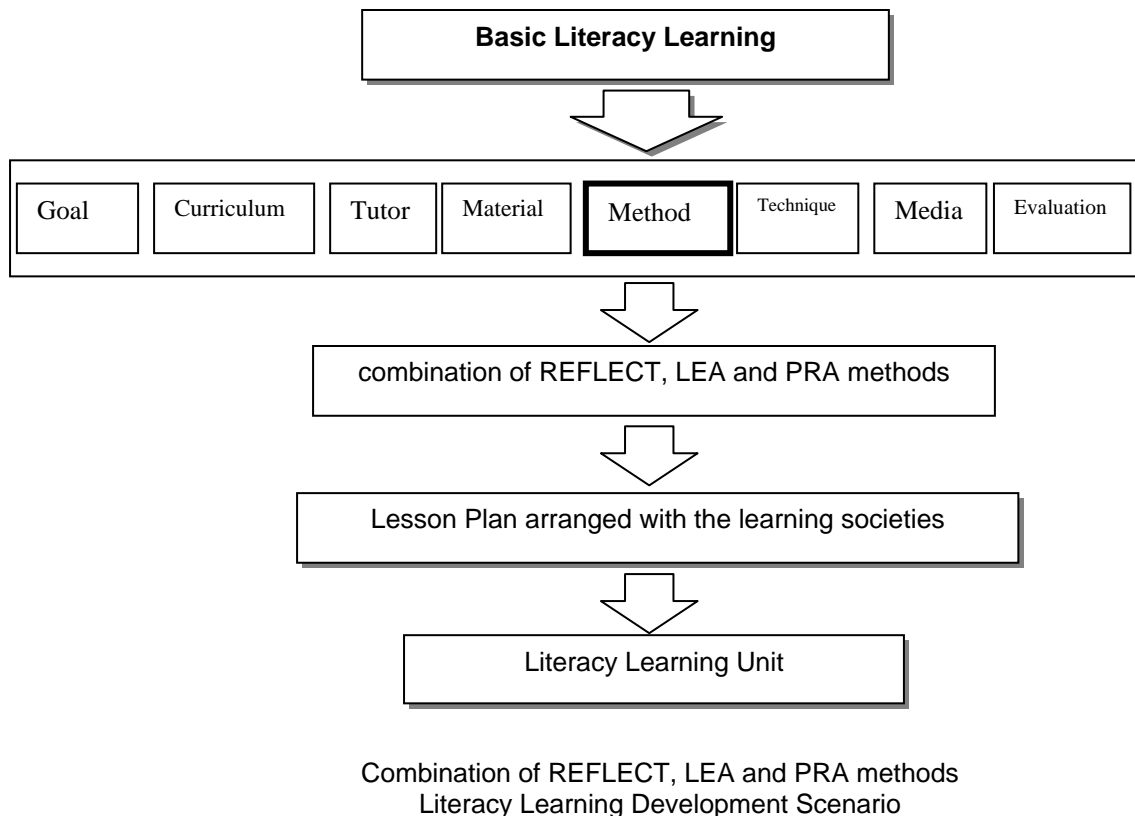 Basic Literacy Learning
Goal
Curriculum
Tutor
Material
Method
Technique
Media
Evaluation
combination of REFLECT, LEA and PRA methods
Lesson Plan arranged with the learning societies
Literacy Learning Unit
Combination of REFLECT, LEA and PRA methods
Literacy Learning Development Scenario